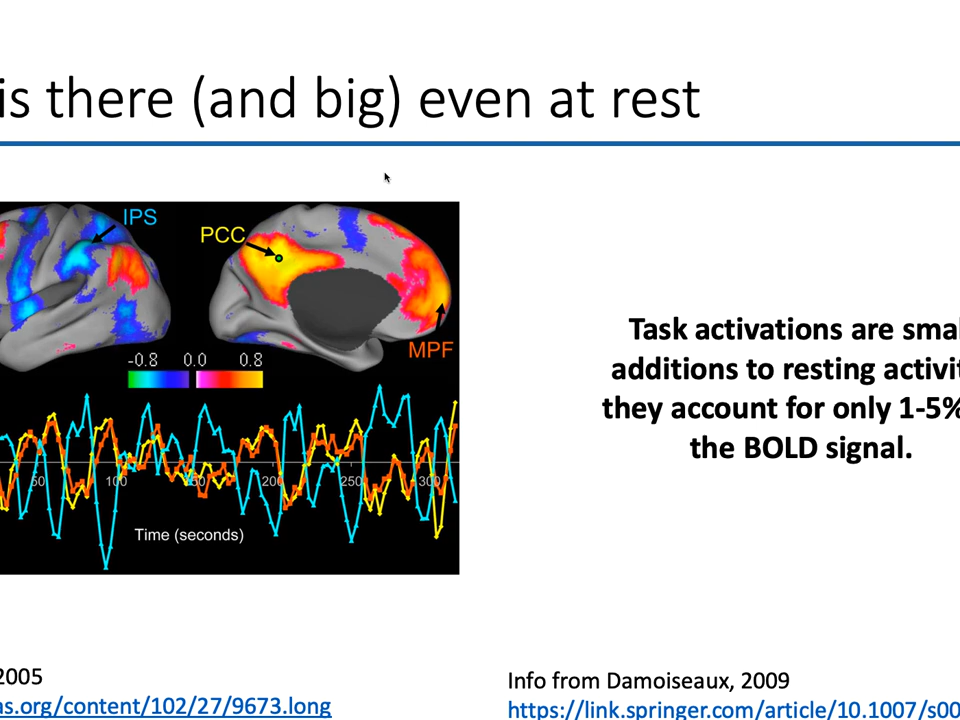 is there (and big) even at rest
IPS
PCC
MPF
-0.8 0.0 0.8
50 100 150 200 250 300
Time (seconds)
Task activations are smal
additions to resting activit
they account for only 1-5%
the BOLD signal.
2005
as.org/content/102/27/9673.long
Info from Damoiseaux, 2009
https://link.springer.com/article/10.1007/s00